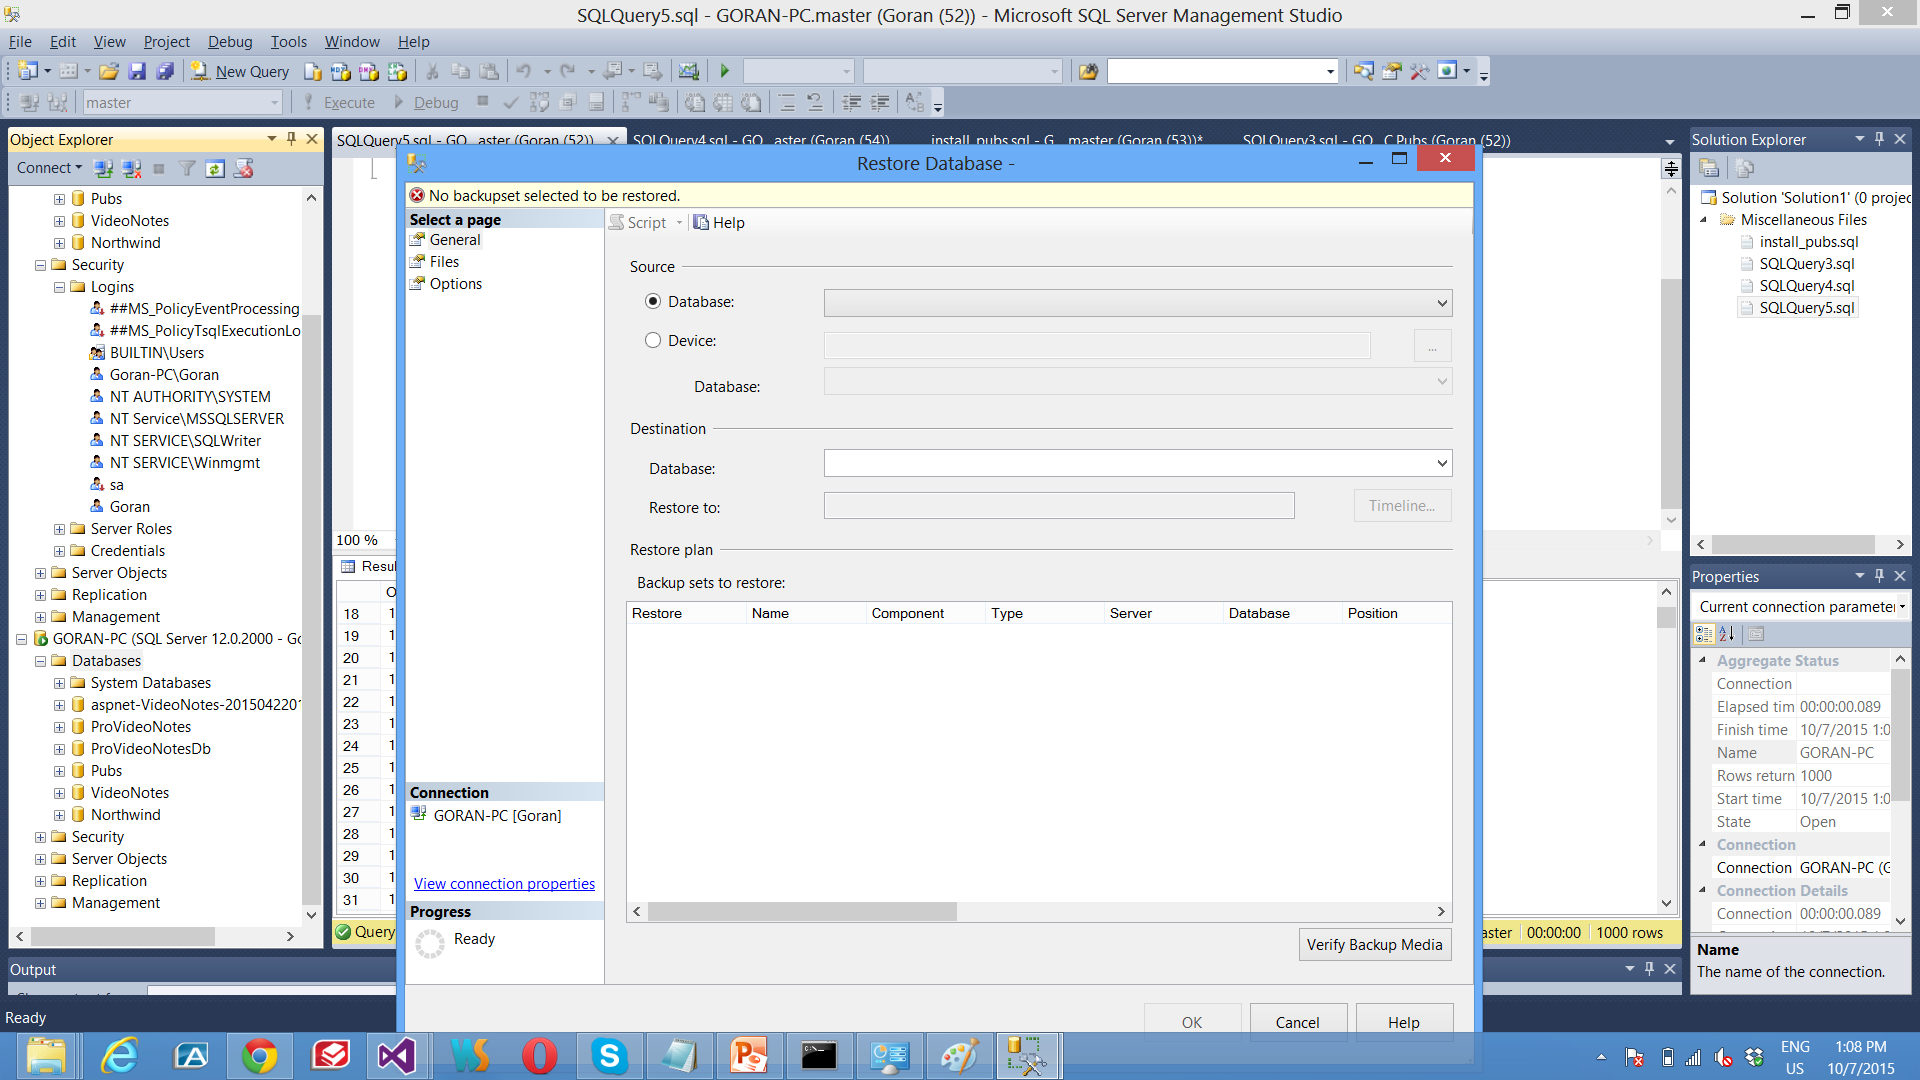 SQLQuery5.sql - GORAN-PC.master (Goran (52)) - Microsoft SQL Server Management Studio
File Edit View Project Debug Tools Window Help
New Query
master Execute Debug
Object Explorer
Connect
Pubs
VideoNotes
Northwind
Security
Logins
##MS_PolicyEventProcessing
##MS_PolicyTsqlExecutionLo
BUILTIN\Users
Goran-PC\Goran
NT AUTHORITY\SYSTEM
NT Service\MSSQLSERVER
NT SERVICE\SQLWriter
NT SERVICE\Winmgmt
sa
Goran
Server Roles
Credentials
Server Objects
Replication
Management
GORAN-PC (SQL Server 12.0.2000 - Go
Databases
System Databases
aspnet-VideoNotes-2015042201
ProVideoNotes
ProVideoNotesDb
Pubs
VideoNotes
Northwind
Security
Server Objects
Replication
Management
SQLQuery5.sql - GO...aster (Goran (52)) SQLQuery4.sql - GO...aster (Goran (54)) install_pubs.sql - G... master (Goran (53))* SQLQuery3.sql - GO...C.Pubs (Goran (52))
100 %
Resul
18
19
20
21
22
23
24
25
26
27
28
29
30
31
Query
aster 00:00:00 1000 rows
Restore Database -
No backupset selected to be restored.
Select a page
General
Files
Options
Script Help
Source
Database:
Device:
...
Database:
Destination
Database:
Restore to:
Timeline...
Restore plan
Backup sets to restore:
Restore Name Component Type Server Database Position
Connection
GORAN-PC [Goran]
View connection properties
Progress
Ready
Verify Backup Media
OK Cancel Help
Solution Explorer
Solution 'Solution1' (0 projec
Miscellaneous Files
install_pubs.sql
SQLQuery3.sql
SQLQuery4.sql
SQLQuery5.sql
Properties
Current connection parameter
Aggregate Status
Connection
Elapsed tim 00:00:00.089
Finish time 10/7/2015 1:0
Name GORAN-PC
Rows return 1000
Start time 10/7/2015 1:0
State Open
Connection
Connection GORAN-PC (G
Connection Details
Connection 00:00:00.089
Name
The name of the connection.
Output
Ready
ENG
US
1:08 PM
10/7/2015